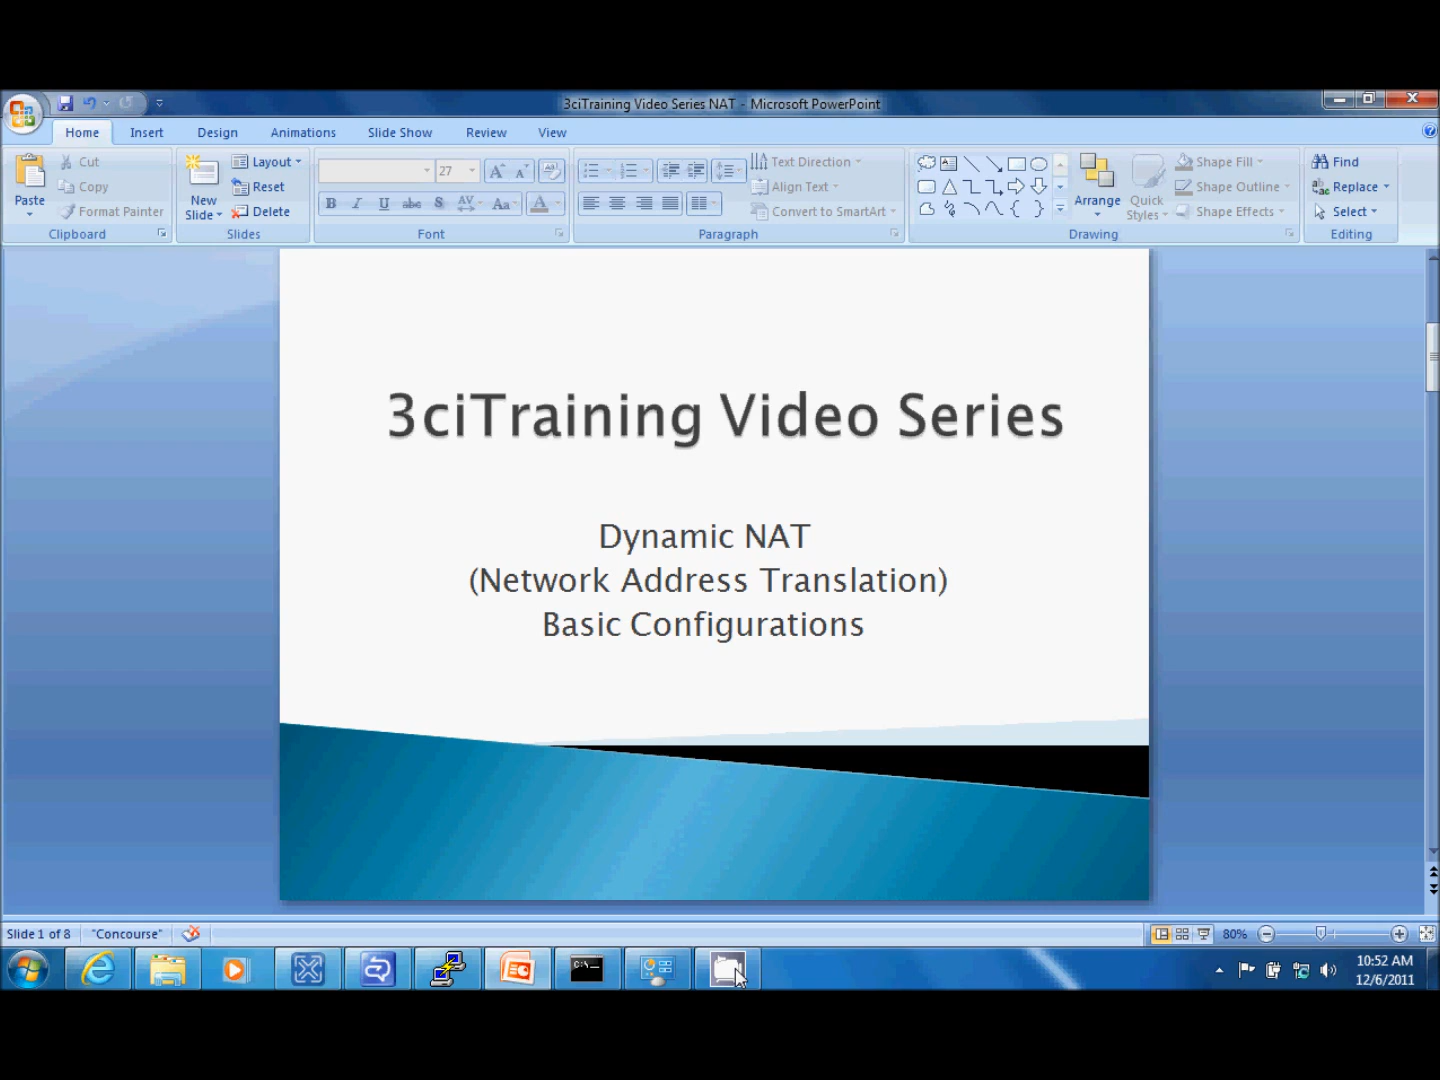 3ciTraining Video Series NAT - Microsoft PowerPoint
Home Insert Design Animations Slide Show Review View
Paste
Cut
Copy
Format Painter
Clipboard
New Slide
Layout
Reset
Delete
Slides
27
B I U abc S AV Aa A
Font
Text Direction
Align Text
Convert to SmartArt
Paragraph
Arrange
Quick Styles
Shape Fill
Shape Outline
Shape Effects
Drawing
Find
Replace
Select
Editing
3ciTraining Video Series
Dynamic NAT
(Network Address Translation)
Basic Configurations
Slide 1 of 8 "Concourse" 80%
C:\_
10:52 AM
12/6/2011